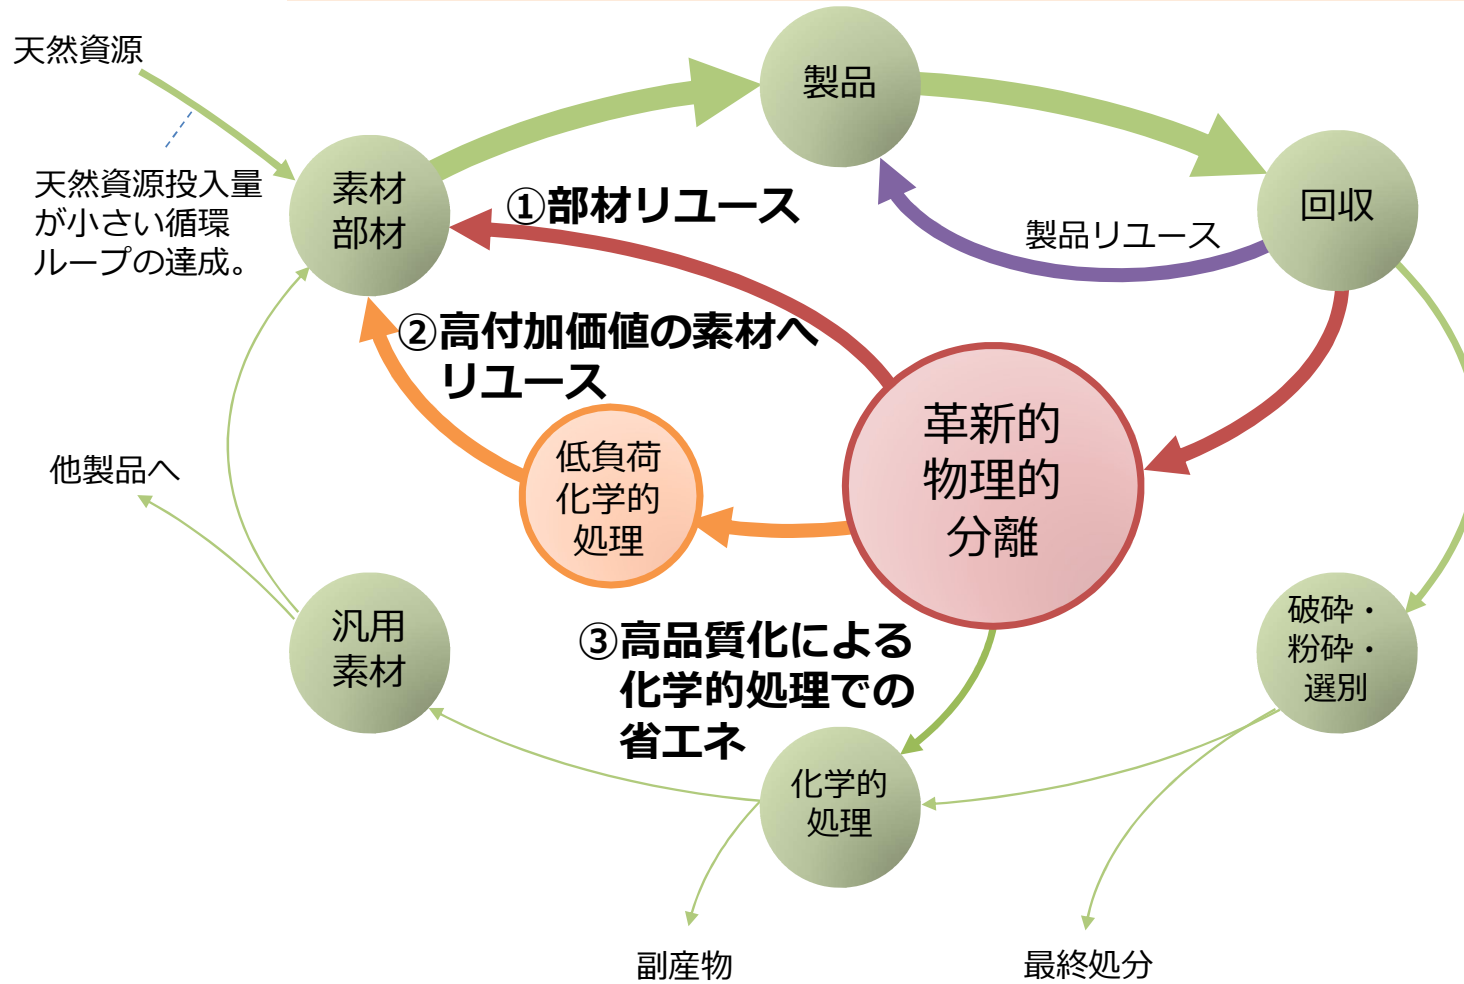 天然資源
天然資源投入量
が小さい循環
ループの達成。
素材
部材
製品
回収
製品リユース
①部材リユース
②高付加価値の素材へ
リユース
革新的
物理的
分離
低負荷
化学的
処理
他製品へ
汎用
素材
③高品質化による
化学的処理での
省エネ
破砕・
粉砕・
選別
化学的
処理
副産物
最終処分